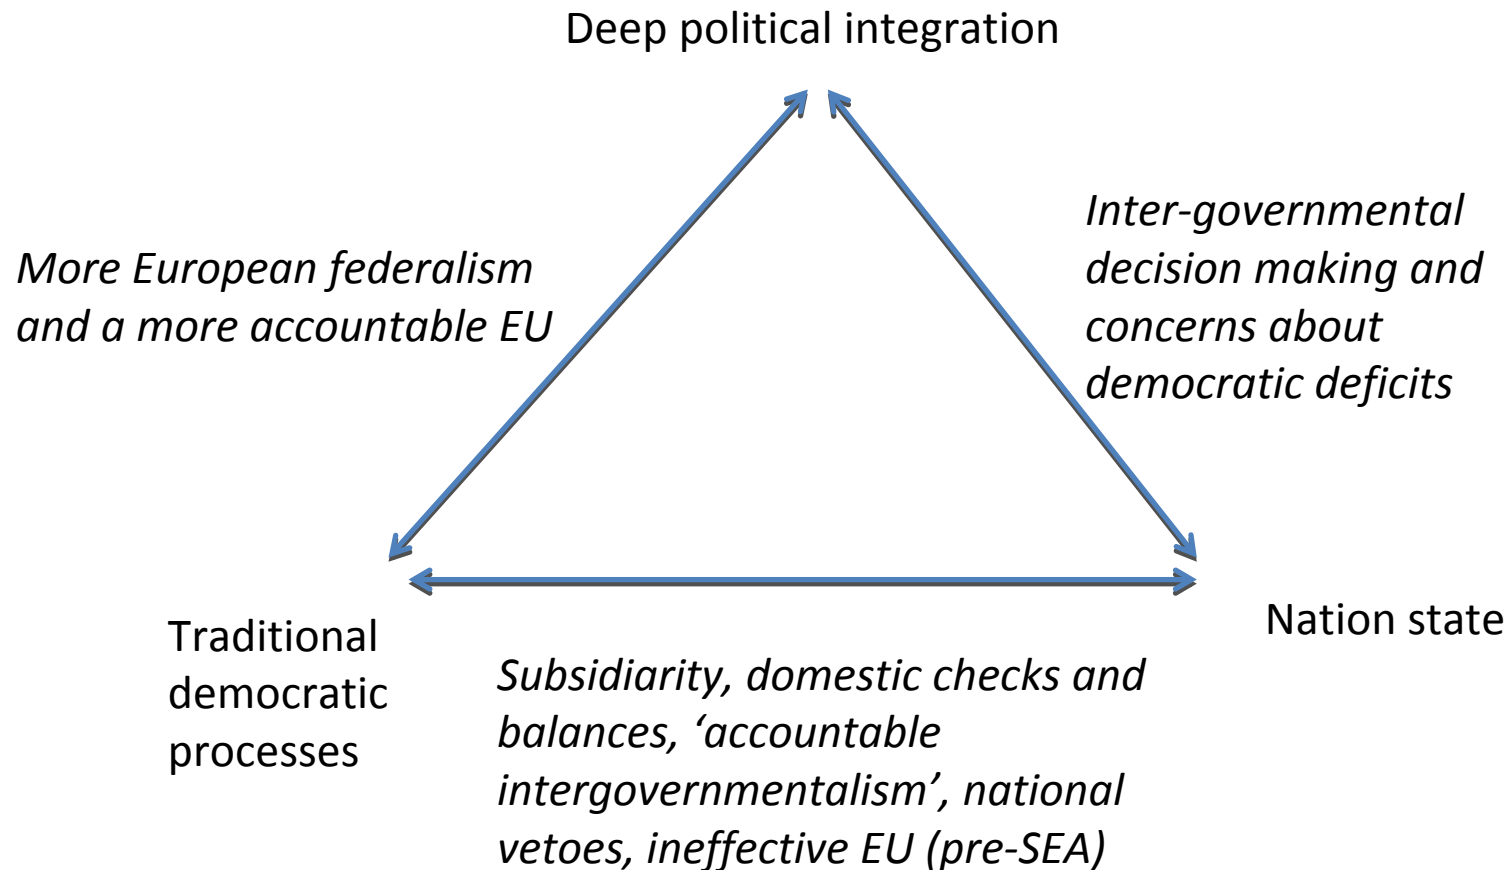 Deep political integration
Inter-governmental
decision making and
concerns about
democratic deficits
More European federalism
and a more accountable EU
Nation state
Traditional
democratic
processes
Subsidiarity, domestic checks and
balances, ‘accountable
intergovernmentalism’, national
vetoes, ineffective EU (pre-SEA)